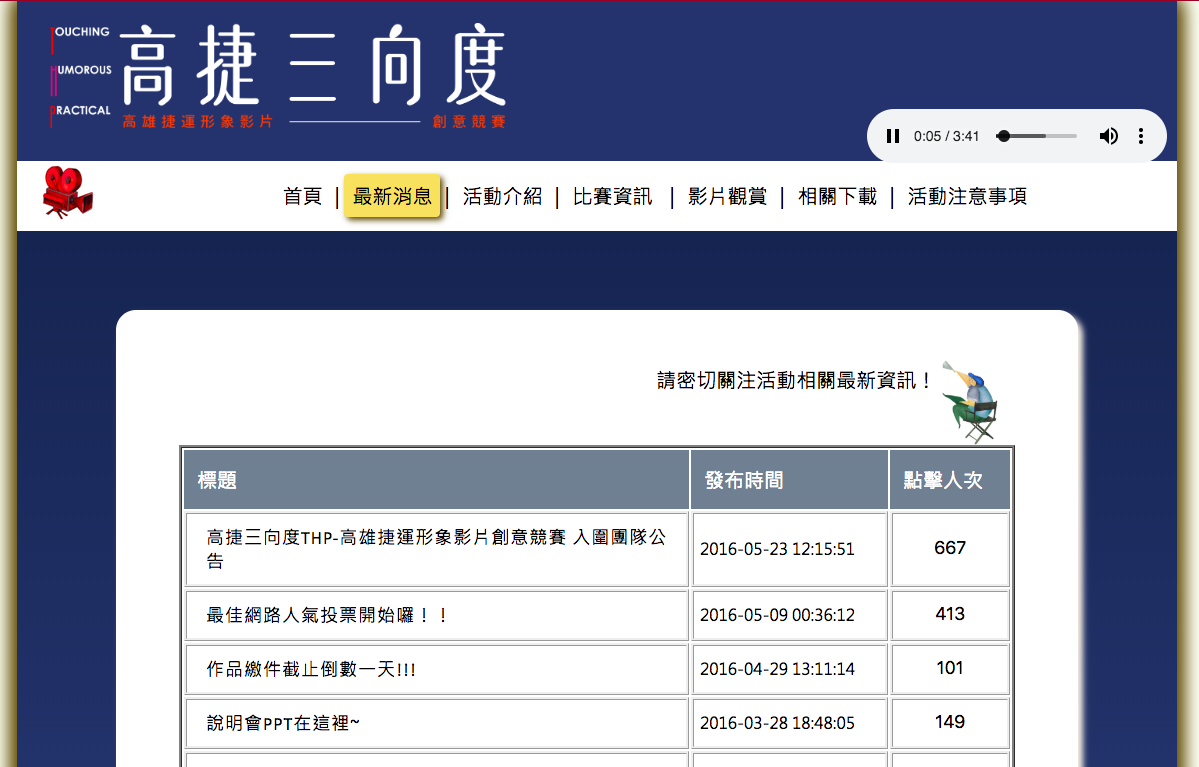 TOUCHING
HUMOROUS
PRACTICAL
高捷三向度
高雄捷運形象影片 創意競賽
0:05 / 3:41
首頁 | 最新消息 | 活動介紹 | 比賽資訊 | 影片觀賞 | 相關下載 | 活動注意事項
請密切關注活動相關最新資訊！
標題 發布時間 點擊人次
高捷三向度THP-高雄捷運形象影片創意競賽 入圍團隊公
告
2016-05-23 12:15:51 667
最佳網路人氣投票開始囉！！ 2016-05-09 00:36:12 413
作品繳件截止倒數一天!!! 2016-04-29 13:11:14 101
說明會PPT在這裡~ 2016-03-28 18:48:05 149